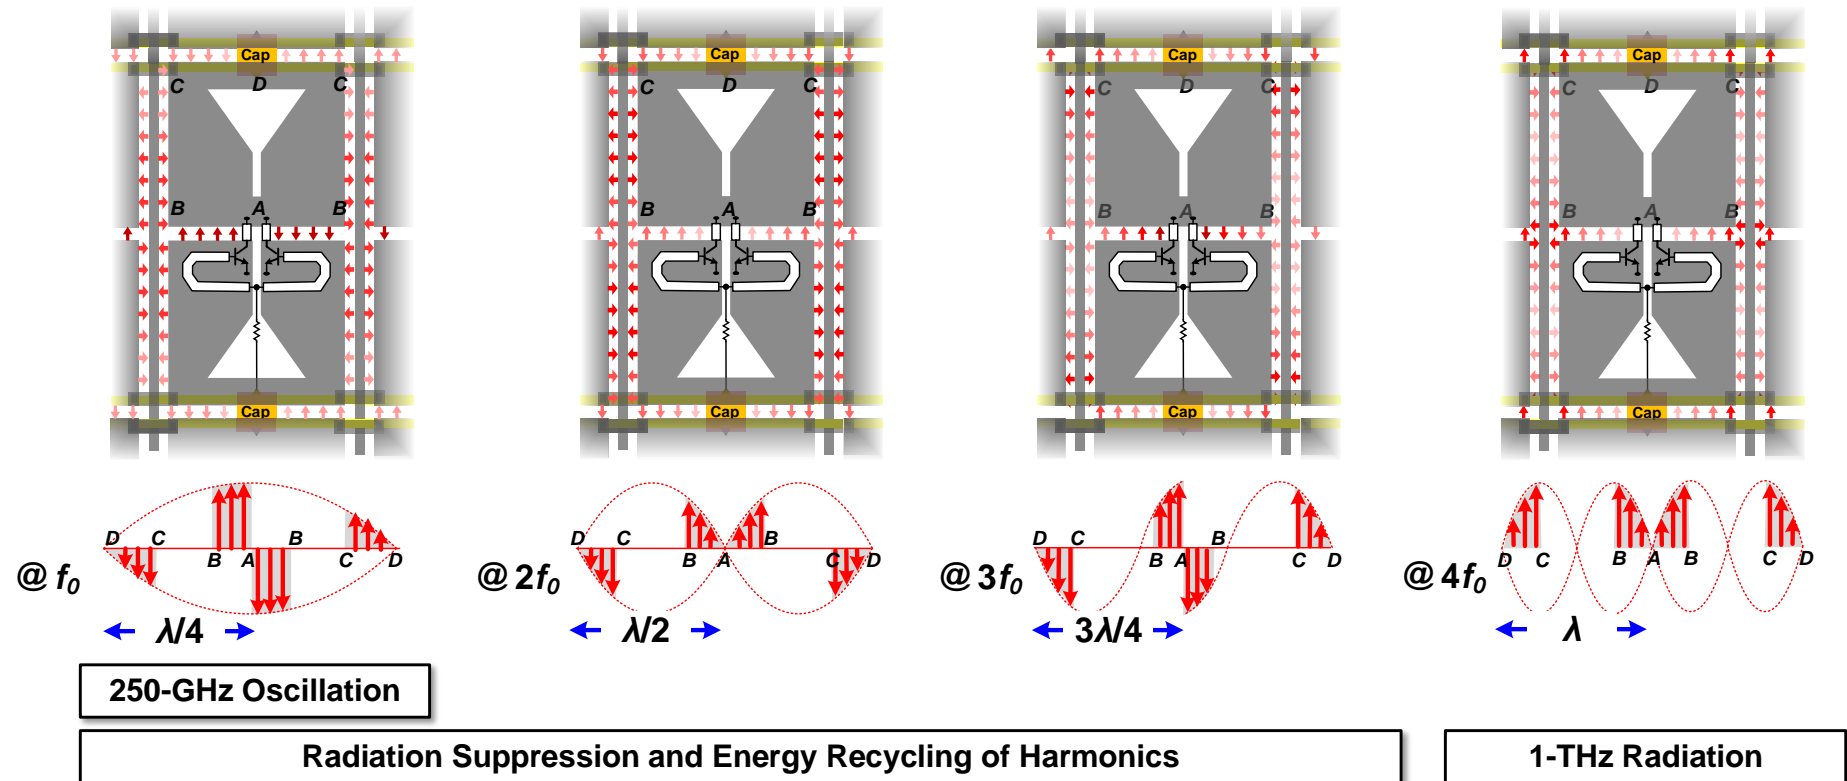 Cap Cap Cap Cap
C D C C D C C D C C D C
B A B B A B B A B B A B
Cap Cap Cap Cap
D C B D C B D C B D C B A B C D
B A C D B A C D B A C D
@ f0 @ 2f0 @ 3f0 @ 4f0
λ/4 λ/2 3λ/4 λ
250-GHz Oscillation
Radiation Suppression and Energy Recycling of Harmonics
1-THz Radiation